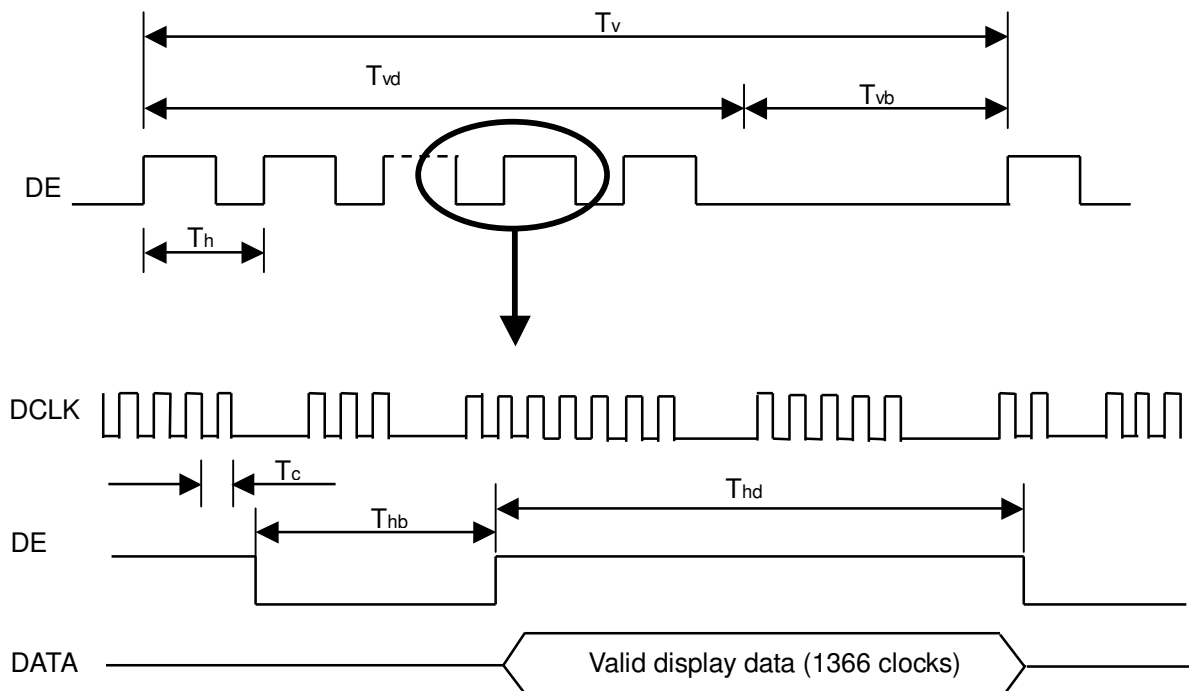 Tv
Tvd
Tvb
DE
Th
DCLK
Tc
Thd
Thb
DE
DATA
Valid display data (1366 clocks)